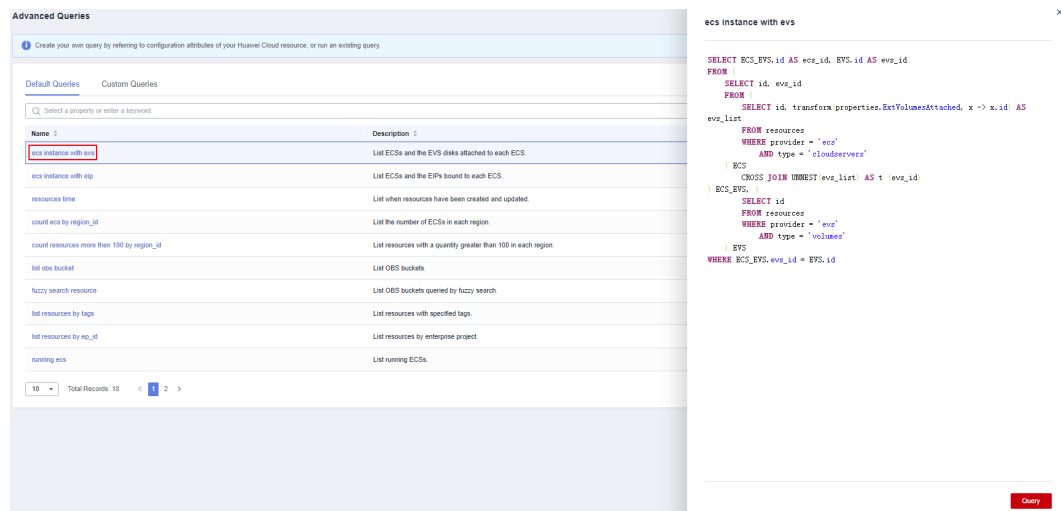 Advanced Queries
Create your own query by referring to configuration attributes of your Huawei Cloud resource, or run an existing query.
Default Queries Custom Queries
Select a property or enter a keyword.
Name Description
ecs instance with evs List ECSs and the EVS disks attached to each ECS.
ecs instance with eip List ECSs and the EIPs bound to each ECS.
resources time List when resources have been created and updated.
count ecs by region_id List the number of ECSs in each region.
count resources more then 100 by region_id List resources with a quantity greater than 100 in each region.
list obs bucket List OBS buckets.
fuzzy search resource List OBS buckets queried by fuzzy search.
list resources by tags List resources with specified tags.
list resources by ep_id List resources by enterprise project.
running ecs List running ECSs.
10 Total Records: 18 < 1 2 >
×
ecs instance with evs
SELECT ECS_EVS.id AS ecs_id, EVS.id AS evs_id
FROM (
SELECT id, evs_id
FROM (
SELECT id, transform(properties.ExtVolumesAttached, x -> x.id) AS
evs_list
FROM resources
WHERE provider = 'ecs'
AND type = 'cloudservers'
) ECS
CROSS JOIN UNNEST(evs_list) AS t (evs_id)
) ECS_EVS, (
SELECT id
FROM resources
WHERE provider = 'evs'
AND type = 'volumes'
) EVS
WHERE ECS_EVS.evs_id = EVS.id
Query